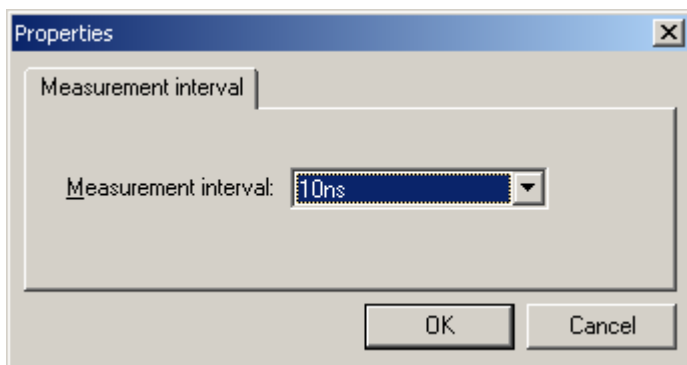 Properties
Measurement interval
Measurement interval: 10ns
OK Cancel